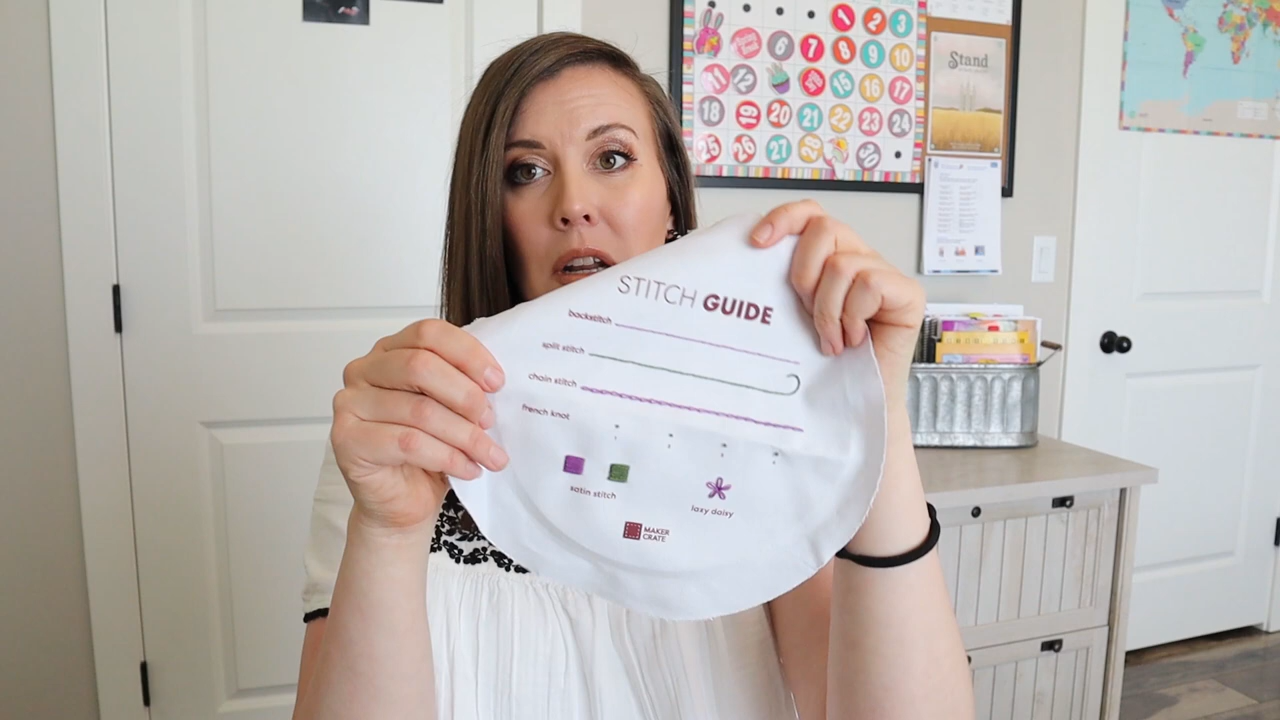 1 2 3
6 7 8 9 10
11 12 15 16 17
18 19 20 21 22 23 24
25 26 27 28 30
Stand
STITCH GUIDE
backstitch
split stitch
chain stitch
french knot
satin stitch
lazy daisy
MAKER
CRATE